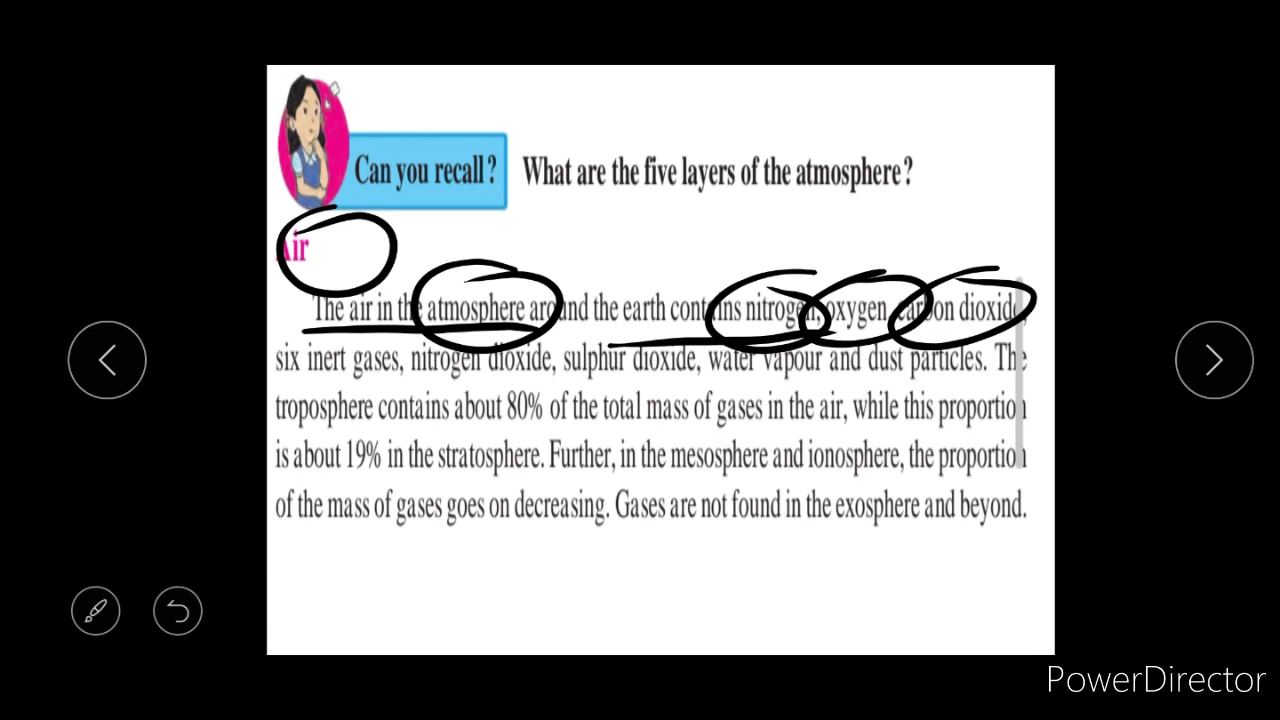 Can you recall? What are the five layers of the atmosphere?
Air
The air in the atmosphere around the earth contains nitrogen, oxygen, carbon dioxide,
six inert gases, nitrogen dioxide, sulphur dioxide, water vapour and dust particles. The
troposphere contains about 80% of the total mass of gases in the air, while this proportion
is about 19% in the stratosphere. Further, in the mesosphere and ionosphere, the proportion
of the mass of gases goes on decreasing. Gases are not found in the exosphere and beyond.
PowerDirector